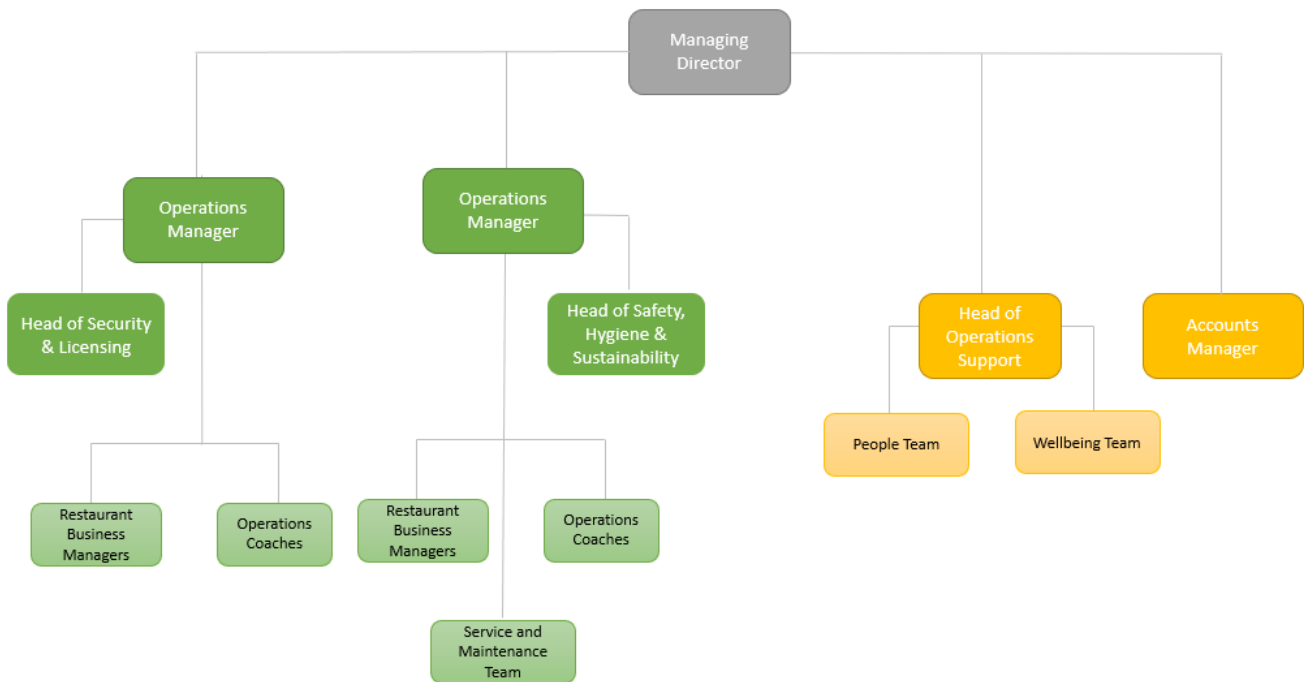 Managing
Director
Operations
Manager
Operations
Manager
Head of Security
& Licensing
Head of Safety,
Hygiene &
Sustainability
Head of
Operations
Support
Accounts
Manager
People Team
Wellbeing Team
Restaurant
Business
Managers
Operations
Coaches
Restaurant
Business
Managers
Operations
Coaches
Service and
Maintenance
Team